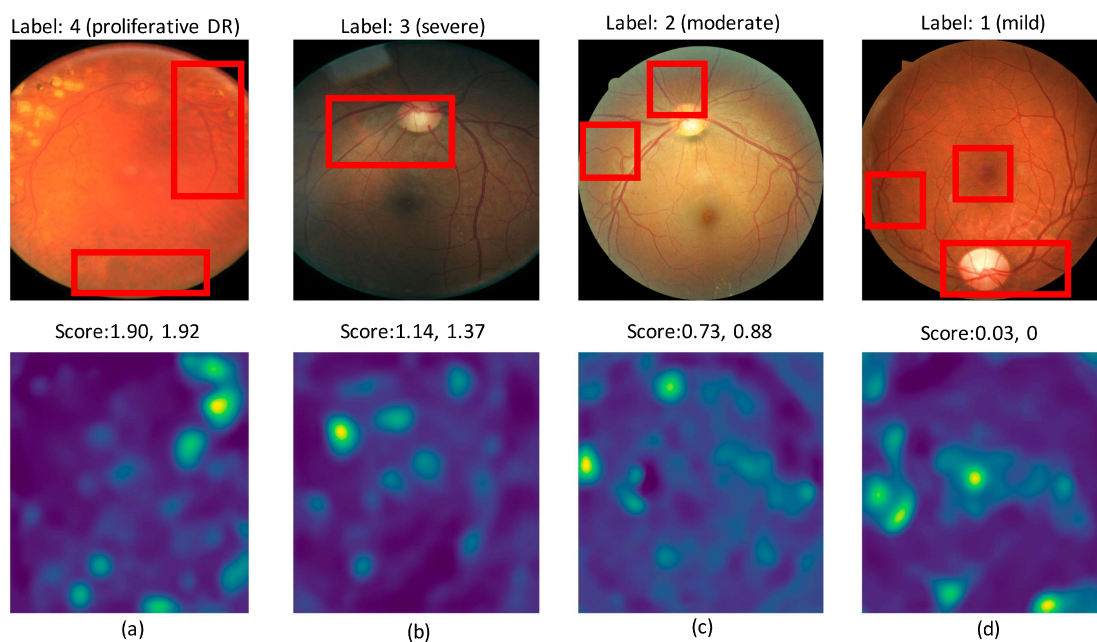 Label: 4 (proliferative DR)
Label: 3 (severe)
Label: 2 (moderate)
Label: 1 (mild)
Score:1.90, 1.92
Score:1.14, 1.37
Score:0.73, 0.88
Score:0.03, 0
(a)
(b)
(c)
(d)